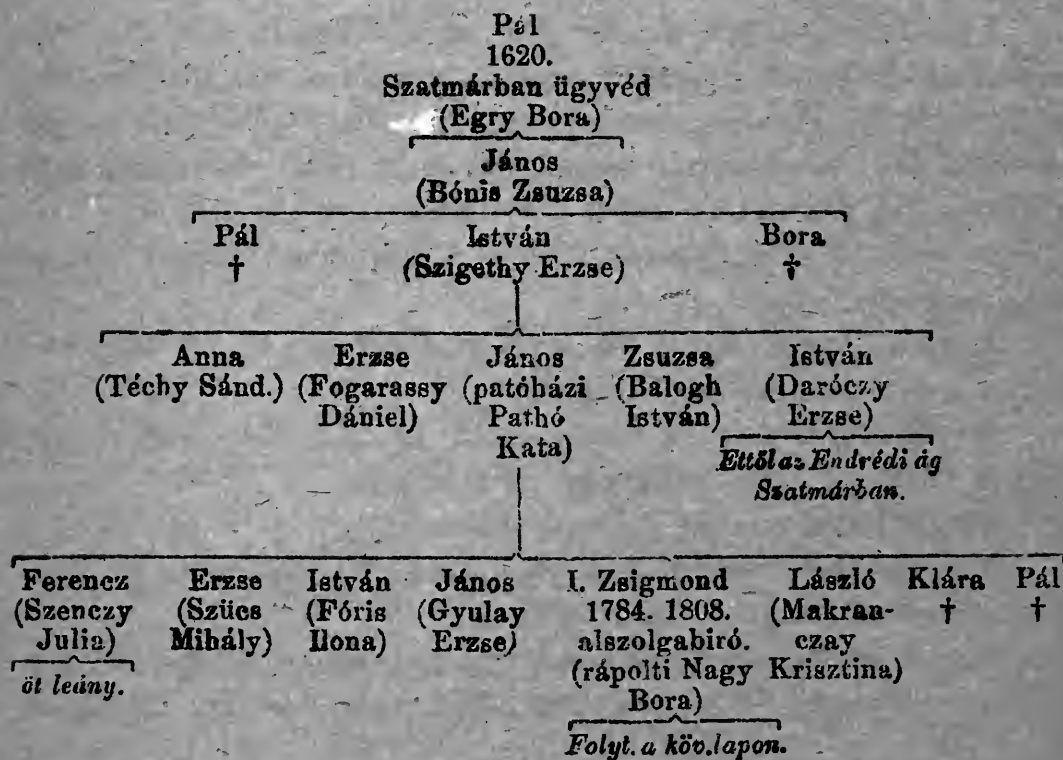 Pál
1620.
Szatmárban ügyvéd
(Egry Bora)
János
(Bónis Zsuzsa)
Pál István Bora
† (Szigethy Erzse) †
Anna Erzse János Zsuzsa István
(Téchy Sánd.) (Fogarassy (patóházi (Balogh (Daróczy
Dániel) Pathó István) Erzse)
Kata) Ettől az Endrédi ág
Szatmárban.
Ferencz Erzse István János I. Zsigmond László Klára Pál
(Szenczy (Szücs (Fóris (Gyulay 1784. 1808. (Makran- † †
Julia) Mihály) Ilona) Erzse) alszolgabiró. czay
öt leány. (rápolti Nagy Krisztina)
Bora)
Folyt. a köv. lapon.